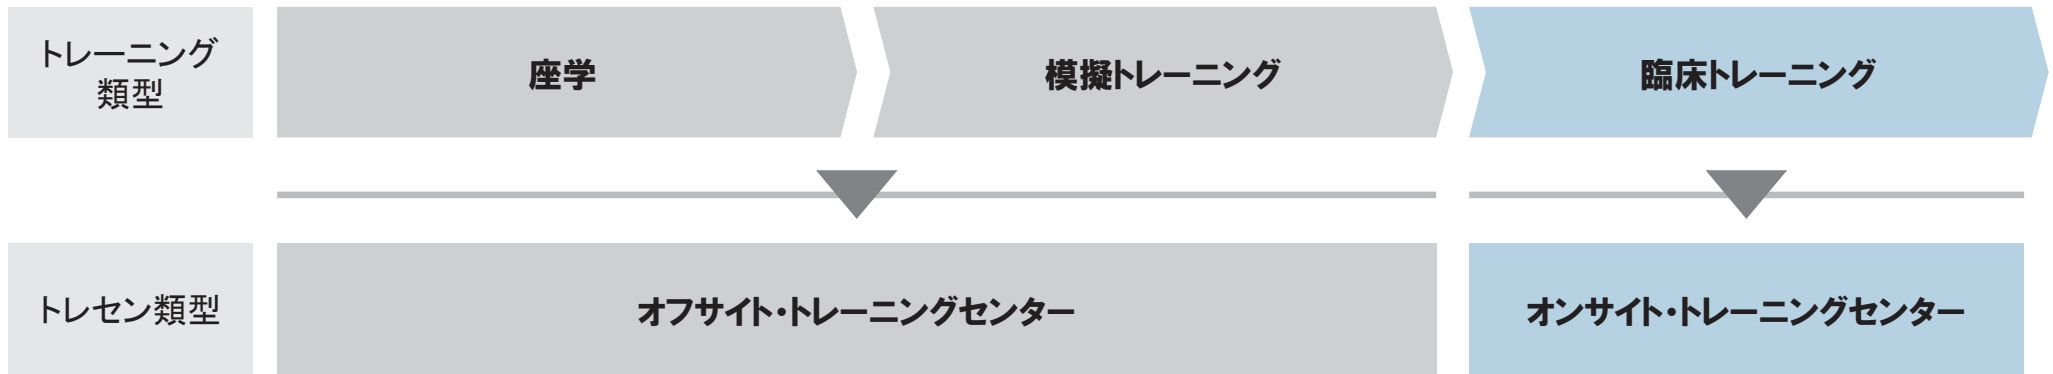 トレーニング
類型
座学
模擬トレーニング
臨床トレーニング
トレセン類型
オフサイト・トレーニングセンター
オンサイト・トレーニングセンター